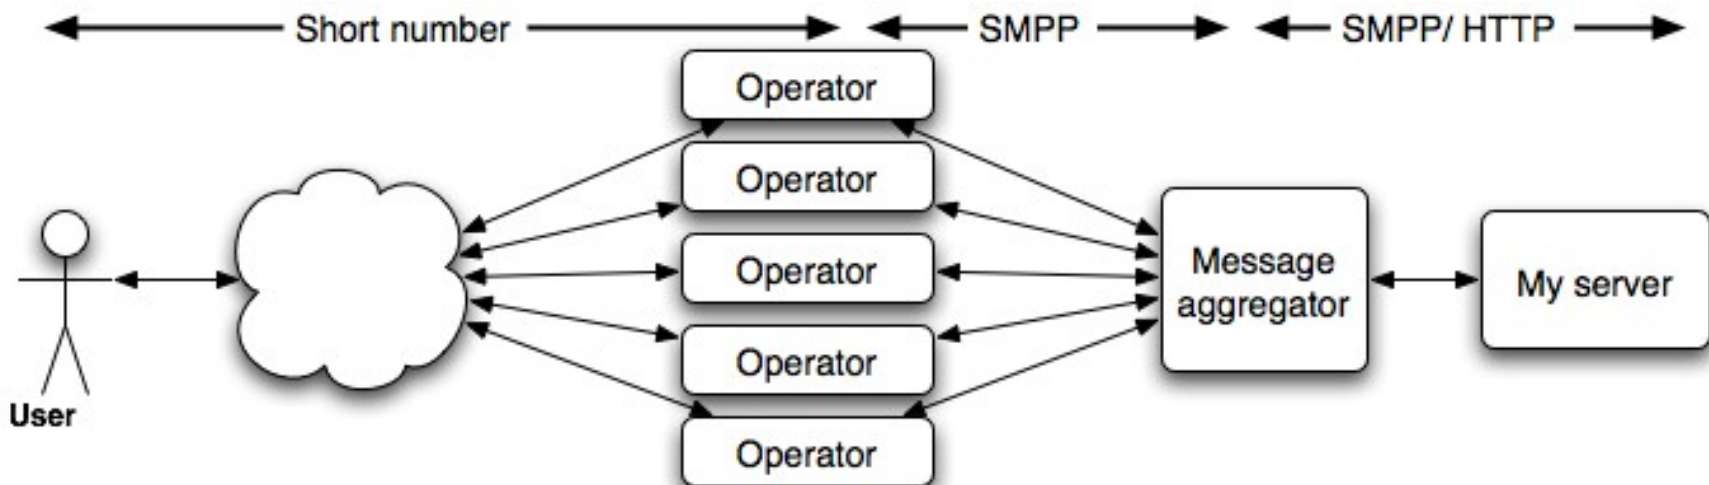 Short number
SMPP
SMPP/ HTTP
Operator
Operator
Operator
Operator
Operator
Message
aggregator
My server
User